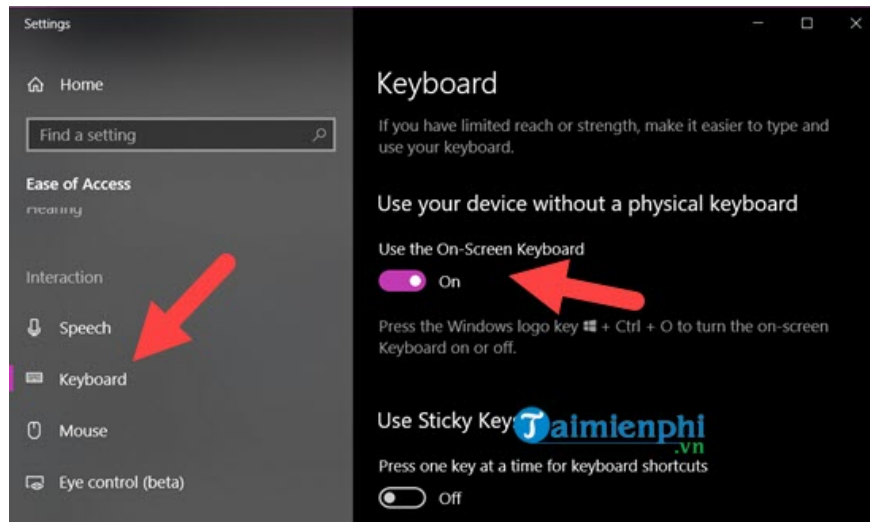 Settings
Home
Find a setting
Ease of Access
Hearing
Interaction
Speech
Keyboard
Mouse
Eye control (beta)
Keyboard
If you have limited reach or strength, make it easier to type and
use your keyboard.
Use your device without a physical keyboard
Use the On-Screen Keyboard
On
Press the Windows logo key + Ctrl + O to turn the on-screen
Keyboard on or off.
Use Sticky Key
Taimienphi
.vn
Press one key at a time for keyboard shortcuts
Off